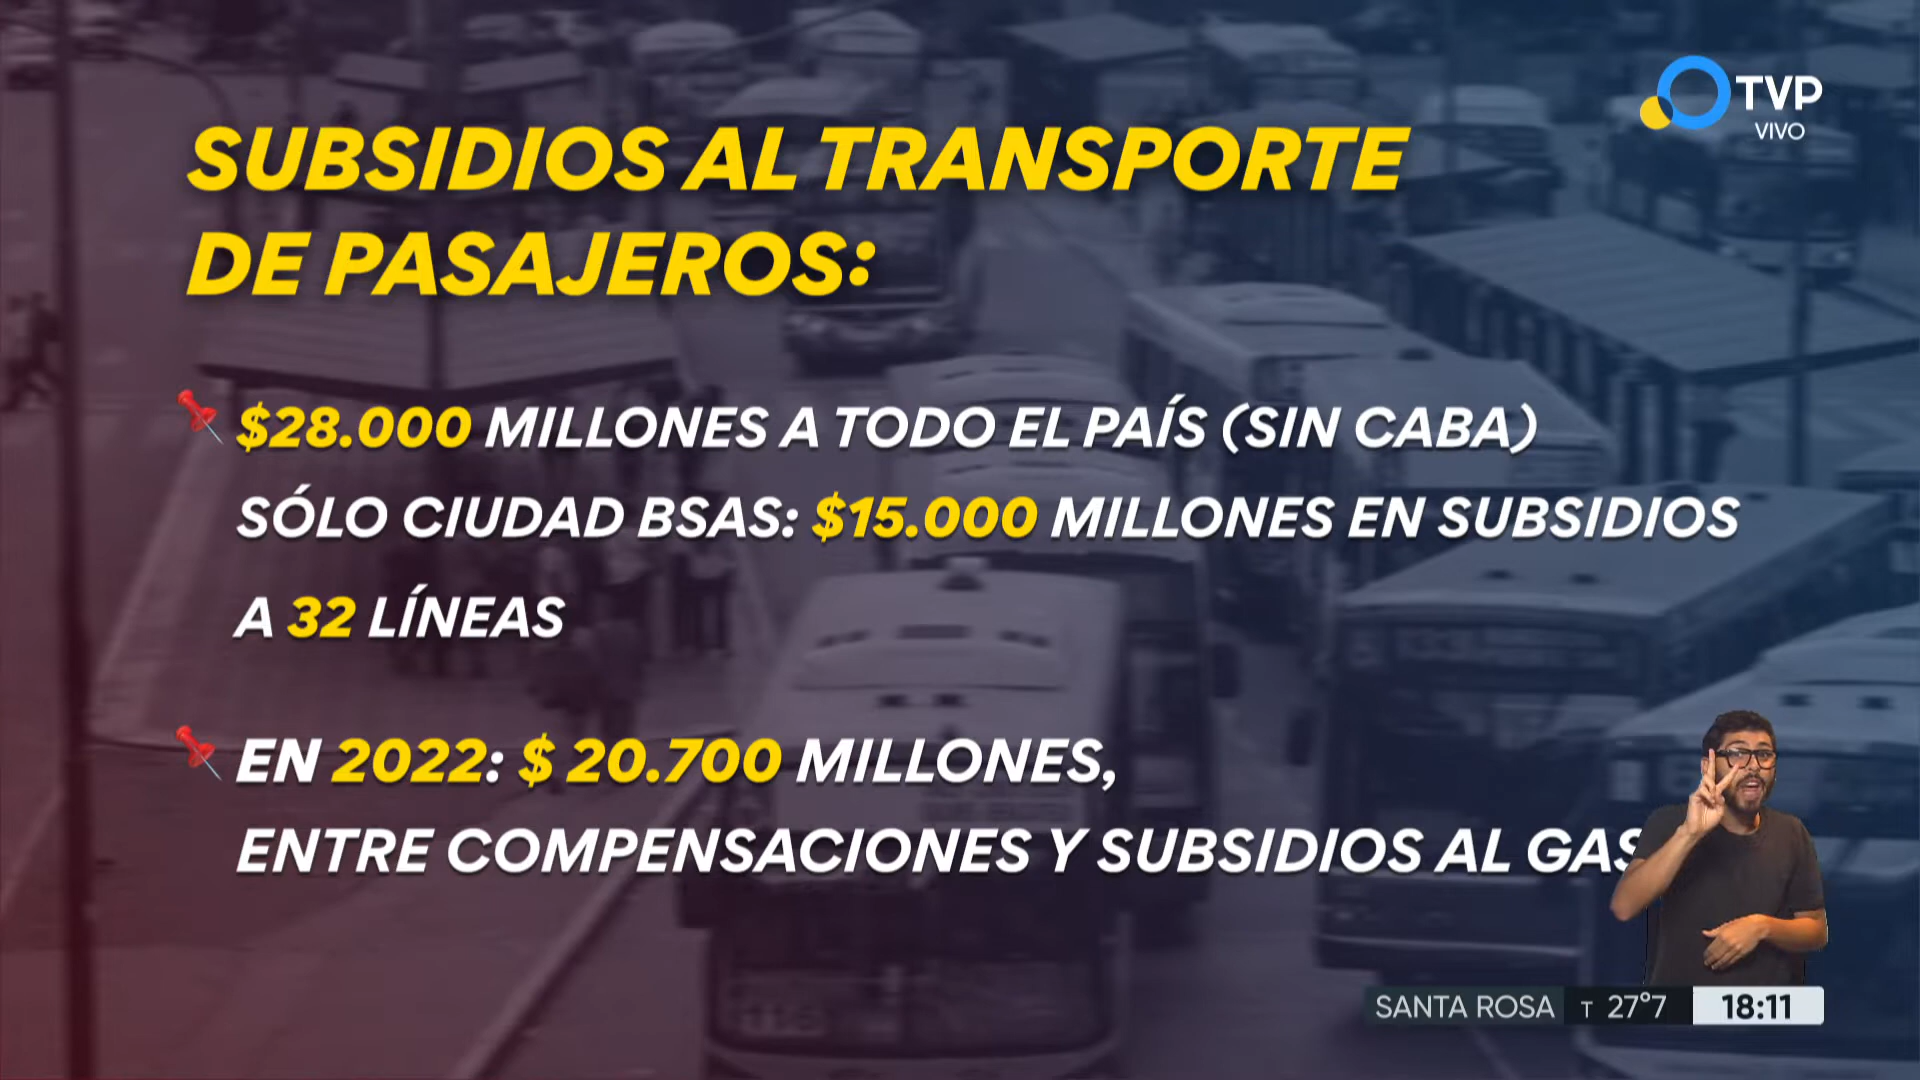 TVP
VIVO
SUBSIDIOS AL TRANSPORTE
DE PASAJEROS:
$28.000 MILLONES A TODO EL PAÍS (SIN CABA)
SÓLO CIUDAD BSAS: $15.000 MILLONES EN SUBSIDIOS
A 32 LÍNEAS
EN 2022: $ 20.700 MILLONES,
ENTRE COMPENSACIONES Y SUBSIDIOS AL GAS
SANTA ROSA T 27°7 18:11